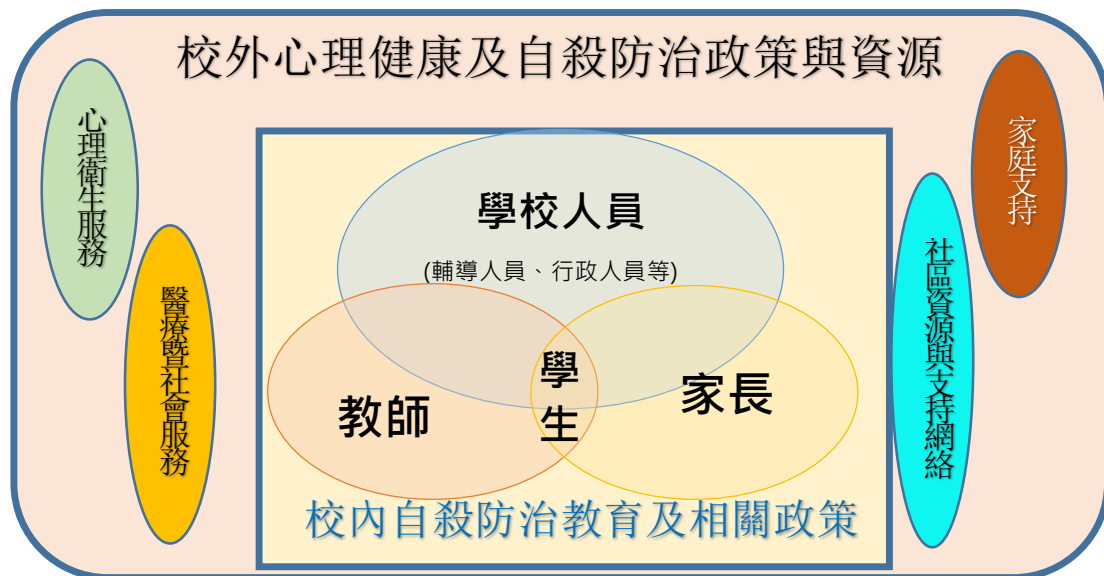 校外心理健康及自殺防治政策與資源
心理衛生服務
醫療暨社會服務
學校人員
(輔導人員、行政人員等)
教師
學生
家長
校內自殺防治教育及相關政策
社區資源與支持網絡
家庭支持